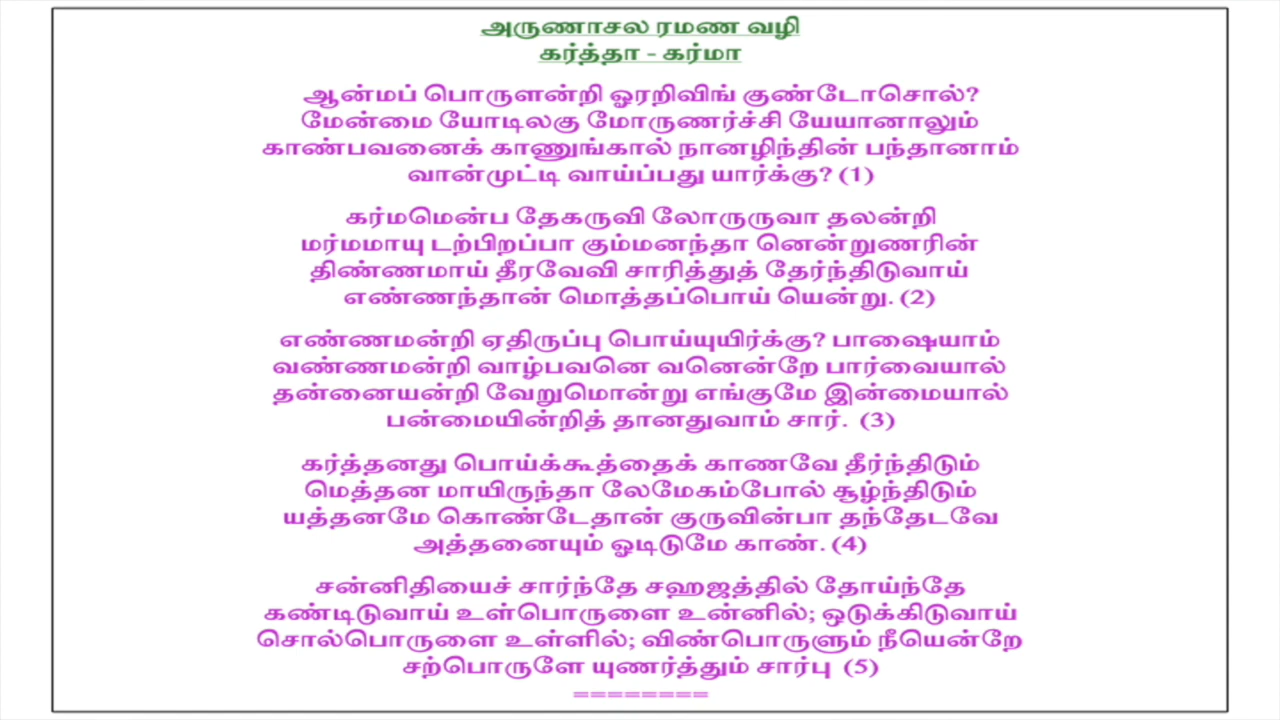 அருணாசல ரமண வழி
கர்த்தா - கர்மா
ஆன்மப் பொருளன்றி ஓரறிவிங் குண்டோசொல்?
மேன்மை யோடிலகு மோருணர்ச்சி யேயானாலும்
காண்பவனைக் காணுங்கால் நானழிந்தின் பந்தானாம்
வான்முட்டி வாய்ப்பது யார்க்கு? (1)
கர்மமென்ப தேகருவி லோருருவா தலன்றி
மர்மமாயு டற்பிறப்பா கும்மனந்தா னென்றுணரின்
திண்ணமாய் தீரவேவி சாரித்துத் தேர்ந்திடுவாய்
எண்ணந்தான் மொத்தப்பொய் யென்று. (2)
எண்ணமன்றி ஏதிருப்பு பொய்யுயிர்க்கு? பாஷையாம்
வண்ணமன்றி வாழ்பவனெ வனென்றே பார்வையால்
தன்னையன்றி வேறுமொன்று எங்குமே இன்மையால்
பன்மையின்றித் தானதுவாம் சார். (3)
கர்த்தனது பொய்க்கூத்தைக் காணவே தீர்ந்திடும்
மெத்தன மாயிருந்தா லேமேகம்போல் சூழ்ந்திடும்
யத்தனமே கொண்டேதான் குருவின்பா தந்தேடவே
அத்தனையும் ஓடிடுமே காண். (4)
சன்னிதியைச் சார்ந்தே சஹஜத்தில் தோய்ந்தே
கண்டிடுவாய் உள்பொருளை உன்னில்; ஒடுக்கிடுவாய்
சொல்பொருளை உள்ளில்; விண்பொருளும் நீயென்றே
சற்பொருளே யுணர்த்தும் சார்பு (5)
========